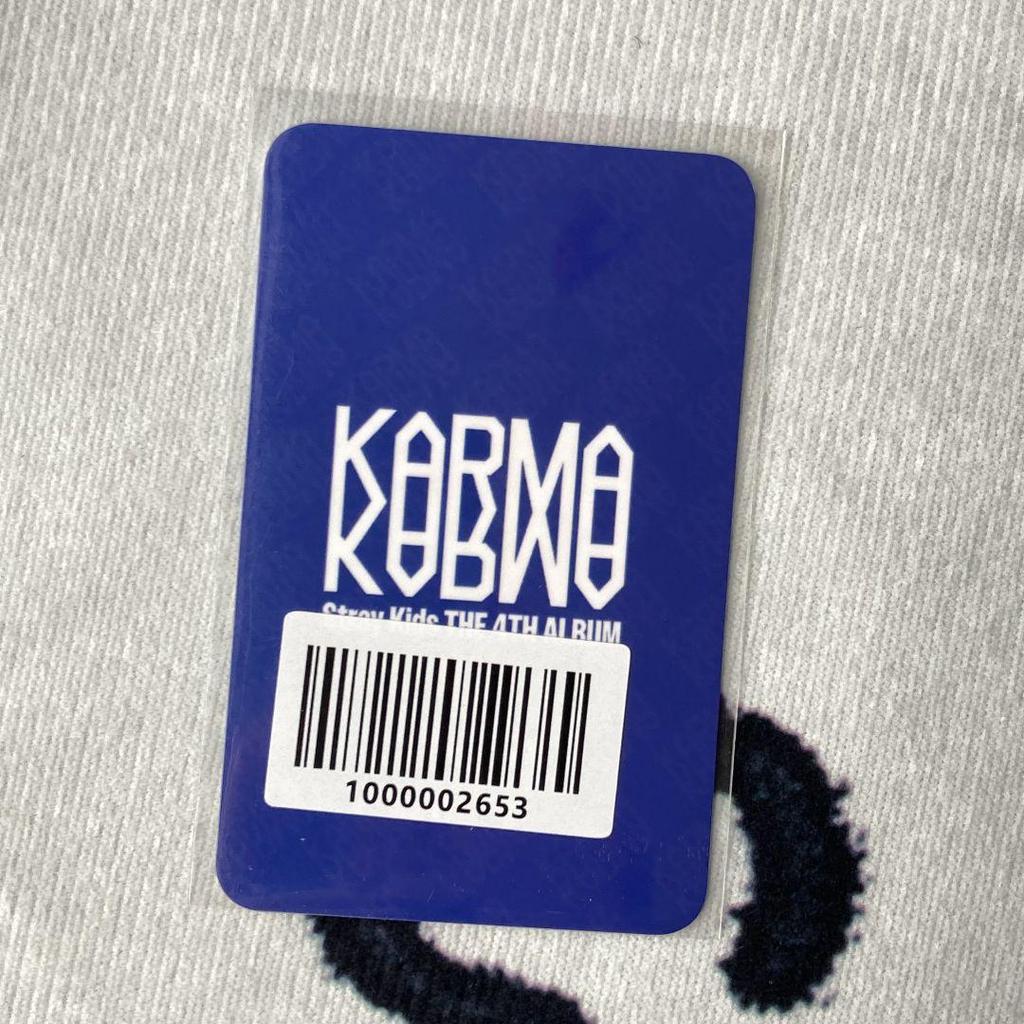 KARMA
Stray Kids THE 4TH ALBUM
1000002653